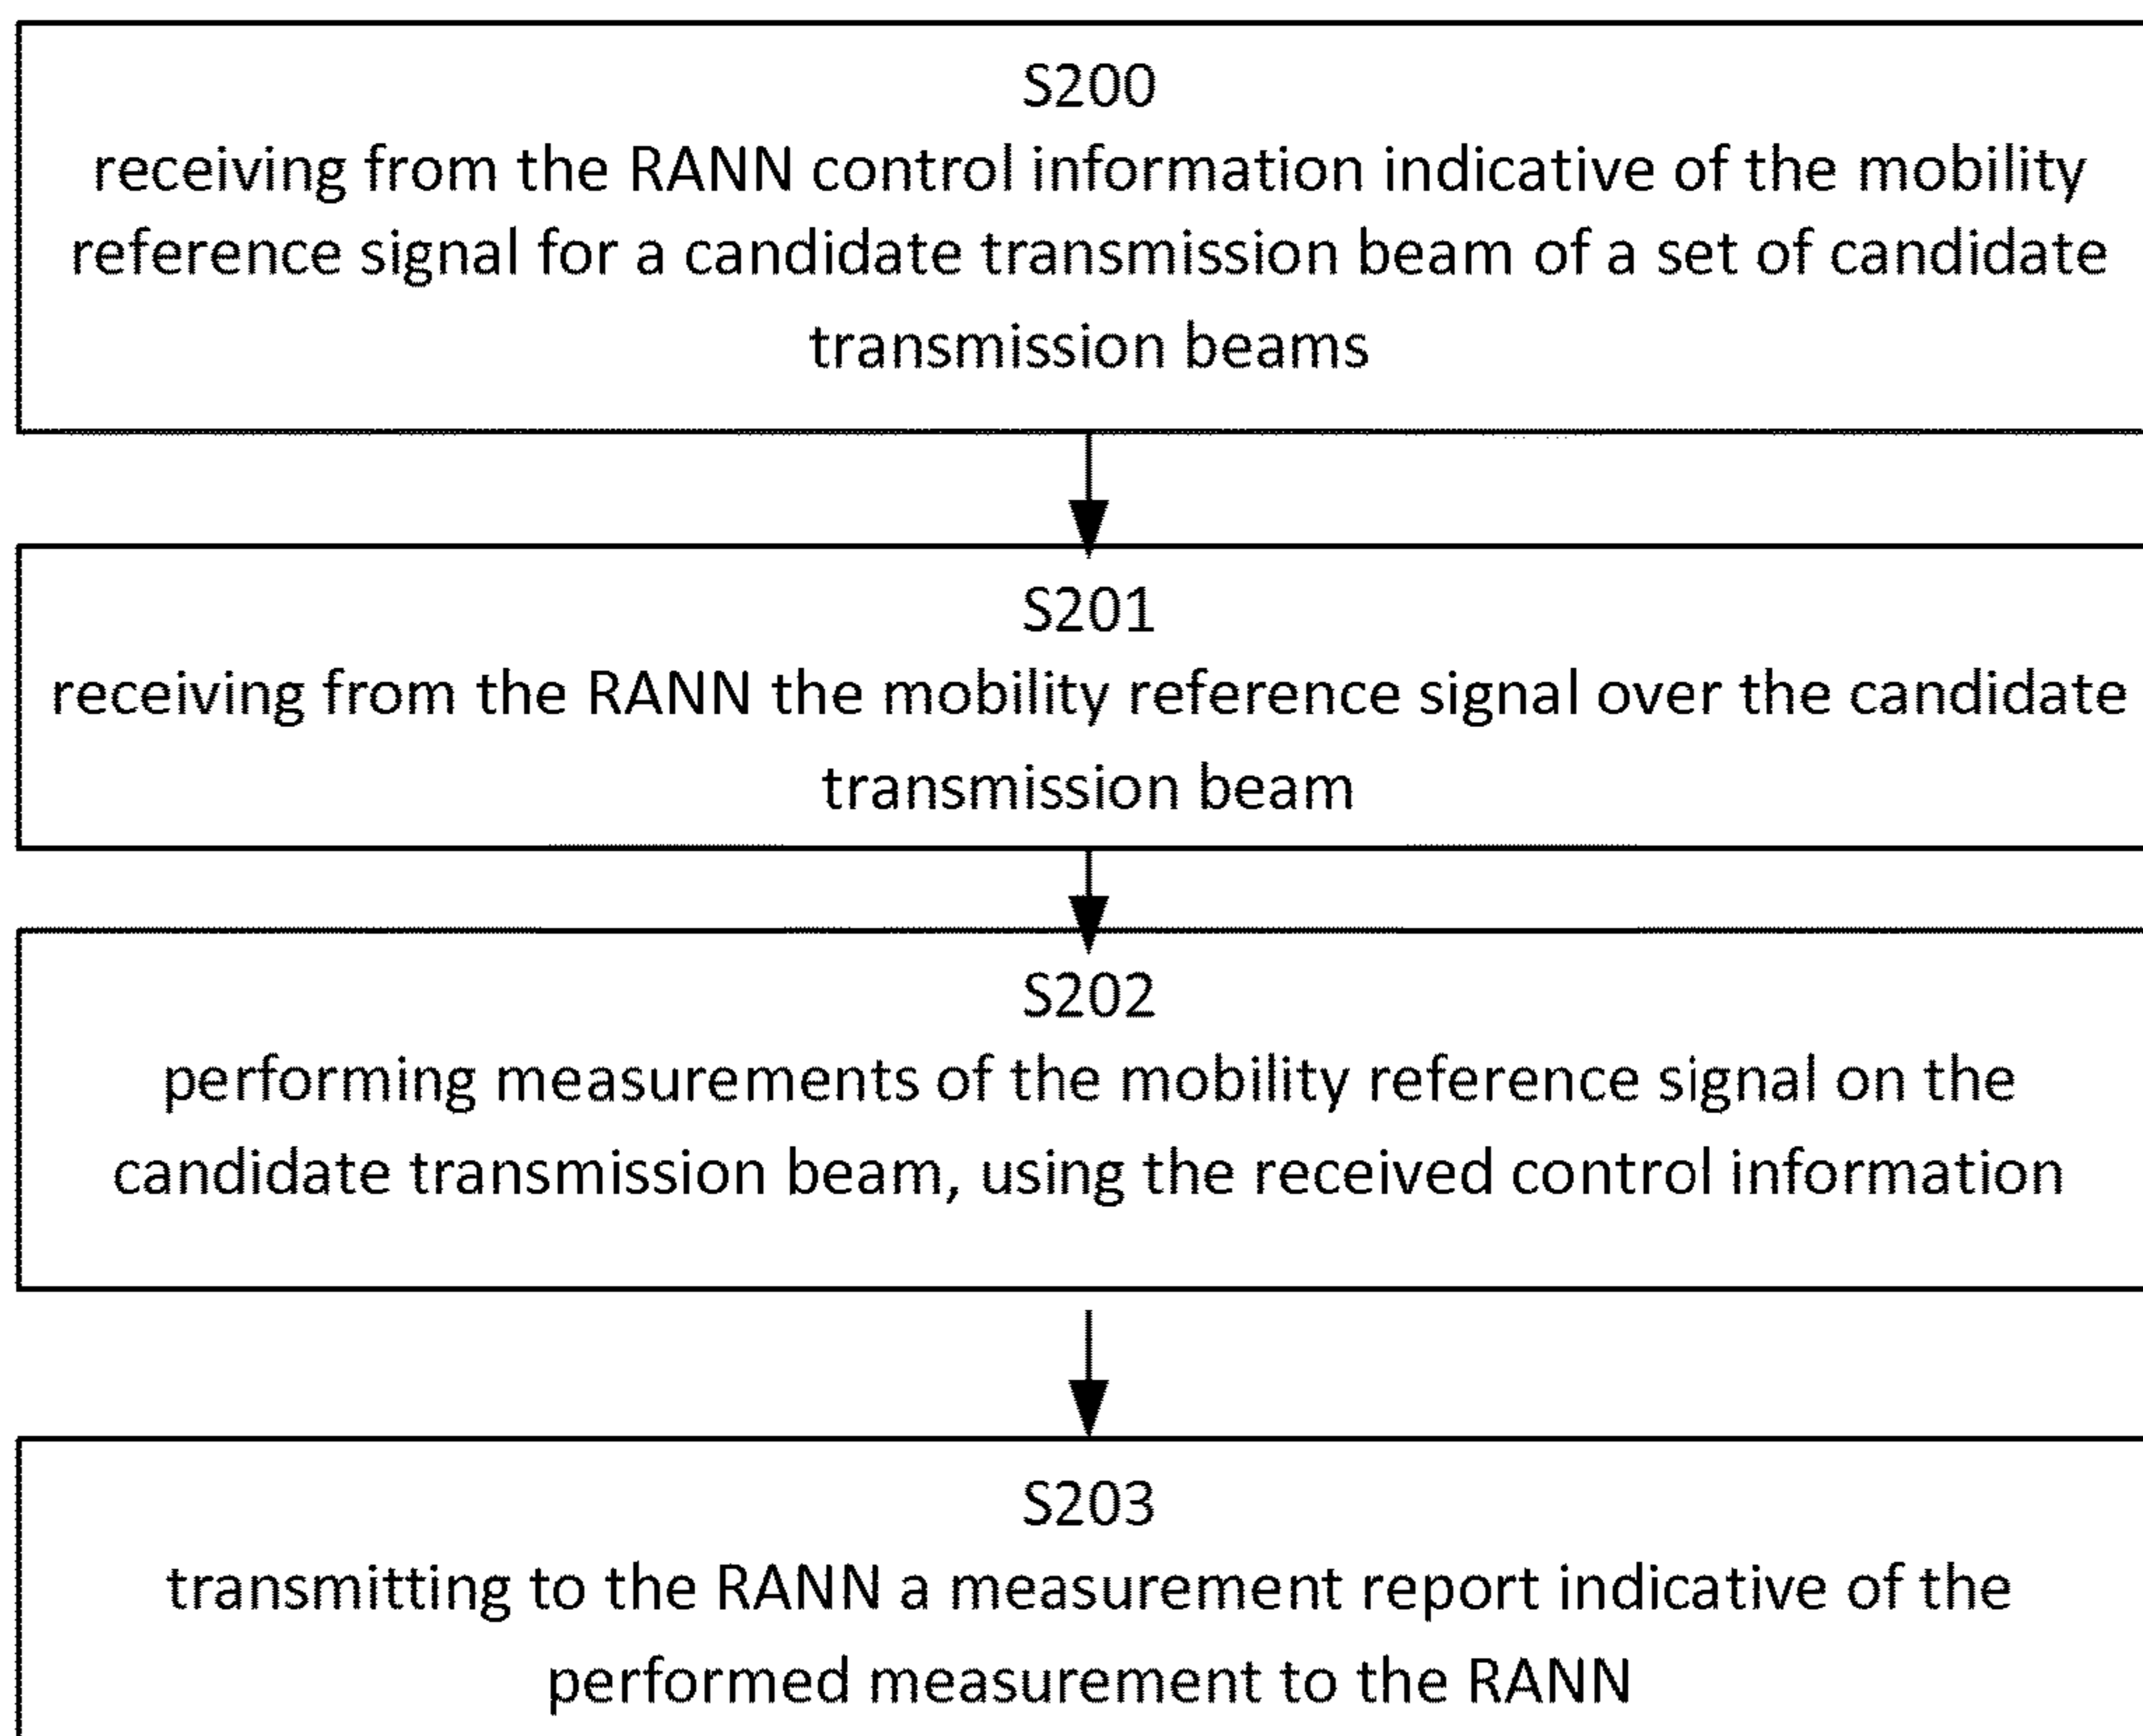 S200
receiving from the RANN control information indicative of the mobility
reference signal for a candidate transmission beam of a set of candidate
transmission beams
S201
receiving from the RANN the mobility reference signal over the candidate
transmission beam
S202
performing measurements of the mobility reference signal on the
candidate transmission beam, using the received control information
S203
transmitting to the RANN a measurement report indicative of the
performed measurement to the RANN